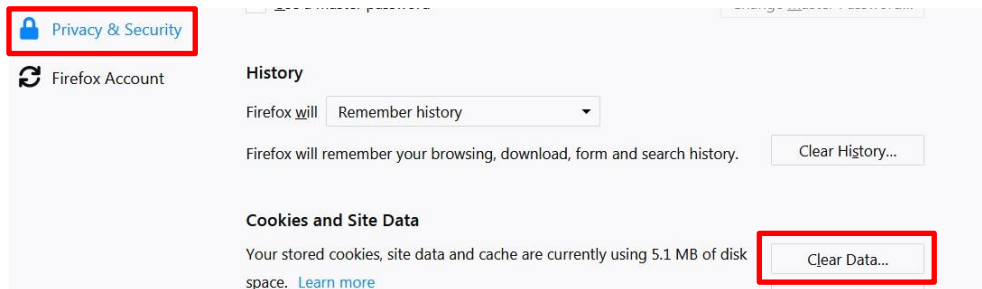 Privacy & Security
Firefox Account
History
Firefox will Remember history
Firefox will remember your browsing, download, form and search history.
Clear History...
Cookies and Site Data
Your stored cookies, site data and cache are currently using 5.1 MB of disk
space. Learn more
Clear Data...